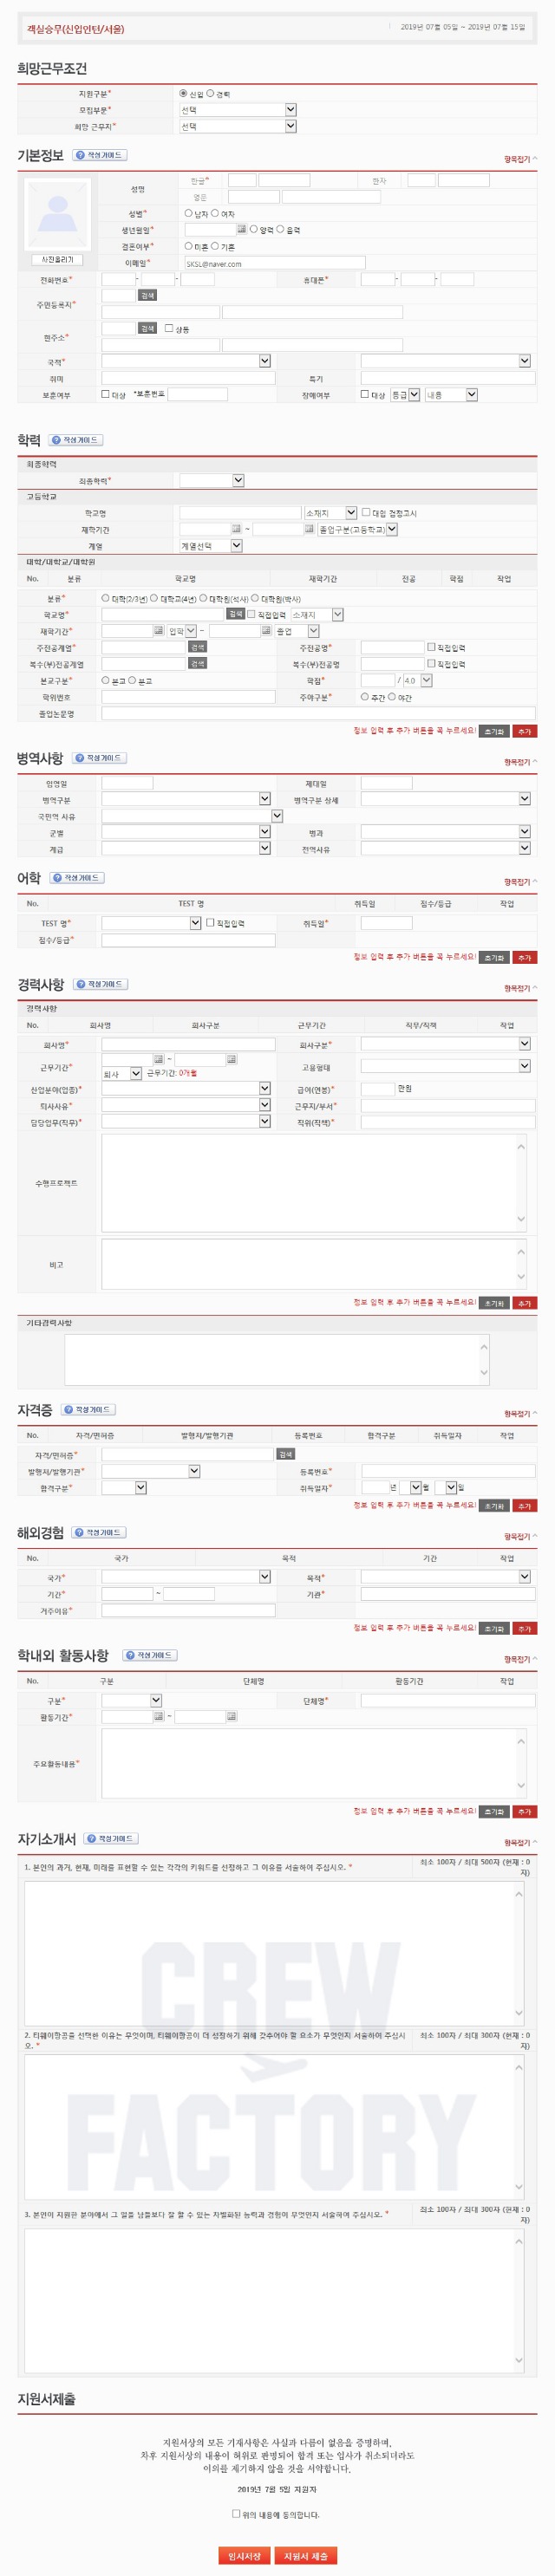 객실승무(신입인턴/서울) 2019년 07월 05일 ~ 2019년 07월 15일
희망근무조건
지원구분* 신입 경력
모집부문* 선택
희망 근무지* 선택
기본정보 작성가이드 항목접기
성명 한글* 한자
영문
성별* 남자 여자
생년월일* 양력 음력
결혼여부* 미혼 기혼
사진올리기 이메일* SKSL@naver.com
전화번호* - - 휴대폰* - -
주민등록지* 검색
현주소* 검색 상동
국적*
취미 특기
보훈여부 대상 *보훈번호 장애여부 대상 등급 내용
학력 작성가이드
최종학력
최종학력*
고등학교
학교명 소재지 대입 검정고시
재학기간 ~ 졸업구분(고등학교)
계열 계열선택
대학/대학교/대학원
No. 분류 학교명 재학기간 전공 학점 작업
분류* 대학(2/3년) 대학교(4년) 대학원(석사) 대학원(박사)
학교명* 검색 직접입력 소재지
재학기간* 입학 ~ 졸업
주전공계열* 검색 주전공명* 직접입력
복수(부)전공계열 검색 복수(부)전공명 직접입력
본교구분* 본교 분교 학점* / 4.0
학위번호 주야구분* 주간 야간
졸업논문명
정보 입력 후 추가 버튼을 꼭 누르세요! 초기화 추가
병역사항 작성가이드 항목접기
입영일 제대일
병역구분 병역구분 상세
국민역 사유
군별 병과
계급 전역사유
어학 작성가이드 항목접기
No. TEST 명 취득일 점수/등급 작업
TEST 명* 직접입력 취득일*
점수/등급*
정보 입력 후 추가 버튼을 꼭 누르세요! 초기화 추가
경력사항 작성가이드 항목접기
경력사항
No. 회사명 회사구분 근무기간 직무/직책 작업
회사명* 회사구분*
근무기간* ~ 고용형태
퇴사 근무기간: 0개월
산업분야(업종)* 급여(연봉)* 만원
퇴사사유* 근무지/부서*
담당업무(직무)* 직위(직책)*
수행프로젝트
비고
정보 입력 후 추가 버튼을 꼭 누르세요! 초기화 추가
기타경력사항
자격증 작성가이드 항목접기
No. 자격/면허증 발행처/발행기관 등록번호 합격구분 취득일자 작업
자격/면허증* 검색
발행처/발행기관* 등록번호*
합격구분* 취득일자* 년 월 일
정보 입력 후 추가 버튼을 꼭 누르세요! 초기화 추가
해외경험 작성가이드 항목접기
No. 국가 목적 기간 작업
국가* 목적*
기간* ~ 기관*
거주이유*
정보 입력 후 추가 버튼을 꼭 누르세요! 초기화 추가
학내외 활동사항 작성가이드 항목접기
No. 구분 단체명 활동기간 작업
구분* 단체명*
활동기간* ~
주요활동내용*
정보 입력 후 추가 버튼을 꼭 누르세요! 초기화 추가
자기소개서 작성가이드 항목접기
1. 본인의 과거, 현재, 미래를 표현할 수 있는 각각의 키워드를 선정하고 그 이유를 서술하여 주십시오. * 최소 100자 / 최대 500자 (현재 : 0
자)
CREW
2. 티웨이항공을 선택한 이유는 무엇이며, 티웨이항공이 더 성장하기 위해 갖추어야 할 요소가 무엇인지 서술하여 주십시 최소 100자 / 최대 300자 (현재 : 0
오. * 자)
FACTORY
3. 본인이 지원한 분야에서 그 일을 남들보다 잘 할 수 있는 차별화된 능력과 경험이 무엇인지 서술하여 주십시오. * 최소 100자 / 최대 300자 (현재 : 0
자)
지원서제출
지원서상의 모든 기재사항은 사실과 다름이 없음을 증명하며,
차후 지원서상의 내용이 허위로 판명되어 합격 또는 입사가 취소되더라도
이의를 제기하지 않을 것을 서약합니다.
2019년 7월 5일 지원자
위의 내용에 동의합니다.
임시저장 지원서 제출